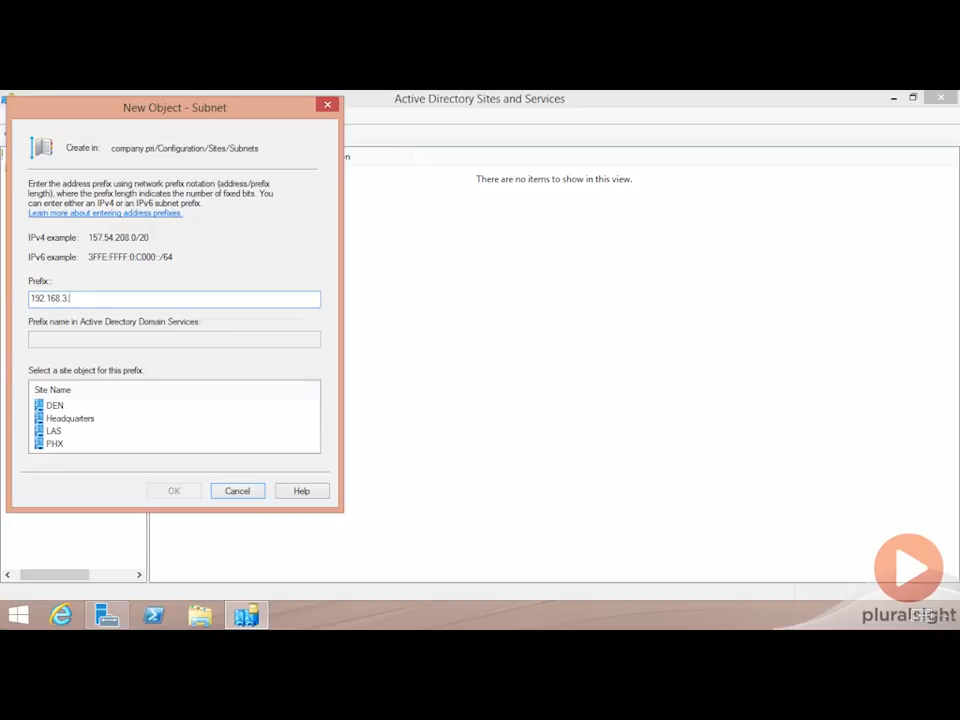 New Object - Subnet
Active Directory Sites and Services
Create in: company.pri/Configuration/Sites/Subnets
There are no items to show in this view.
Enter the address prefix using network prefix notation (address/prefix
length), where the prefix length indicates the number of fixed bits. You
can enter either an IPv4 or an IPv6 subnet prefix.
Learn more about entering address prefixes.
IPv4 example: 157.54.208.0/20
IPv6 example: 3FFE:FFFF:0:C000::/64
Prefix::
192.168.3.
Prefix name in Active Directory Domain Services:
Select a site object for this prefix.
Site Name
DEN
Headquarters
LAS
PHX
OK Cancel Help
pluralsight